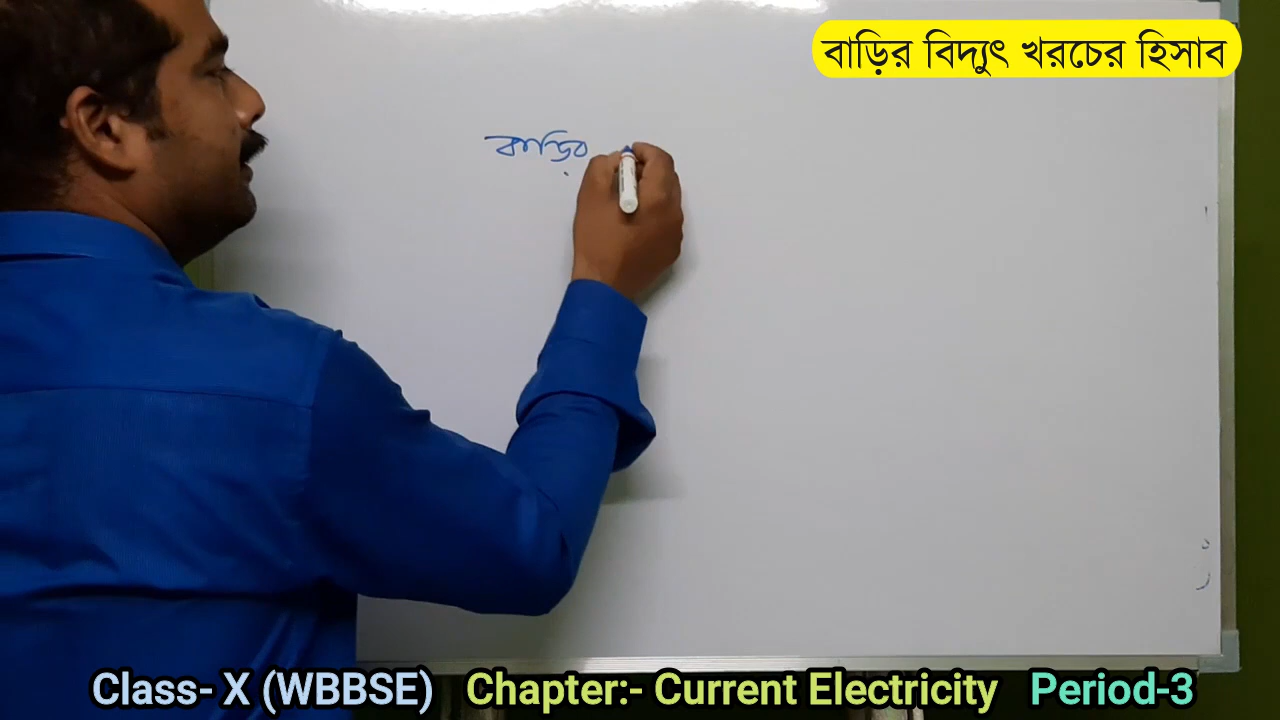 বাড়ির বিদ্যুৎ খরচের হিসাব
বাড়ির
Class- X (WBBSE) Chapter:- Current Electricity Period-3